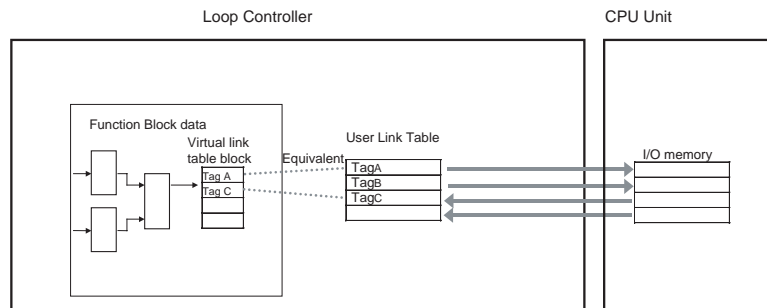 Loop Controller
CPU Unit
Function Block data
Virtual link
table block
Tag A
Tag C
Equivalent
User Link Table
TagA
TagB
TagC
I/O memory